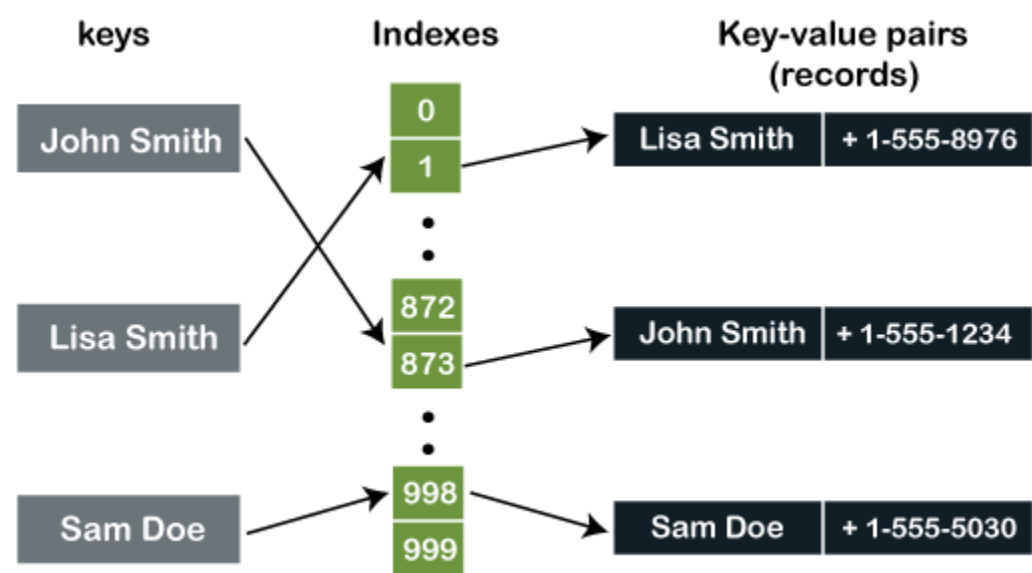 keys
Indexes
Key-value pairs
(records)
John Smith
Lisa Smith
Sam Doe
0
1
872
873
998
999
Lisa Smith + 1-555-8976
John Smith + 1-555-1234
Sam Doe + 1-555-5030